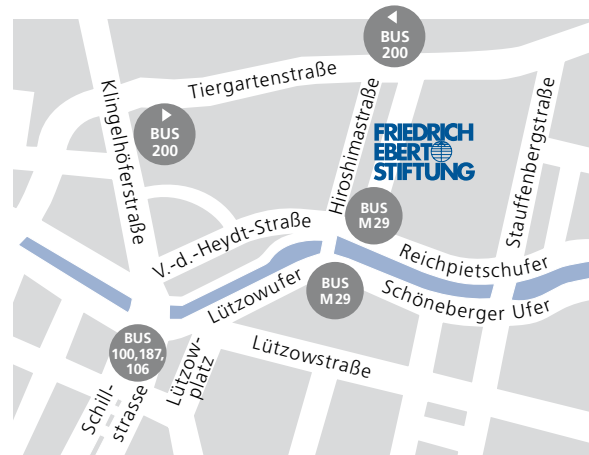 BUS
200
Tiergartenstraße
Klingelhöferstraße
BUS
200
Hiroshimastraße
FRIEDRICH
EBERT
STIFTUNG
Stauffenbergstraße
BUS
M29
V.-d.-Heydt-Straße
Reichpietschufer
BUS
M29
Schöneberger Ufer
Lützowufer
BUS
100,187,
106
Lützow-
platz
Lützowstraße
Schill-
strasse